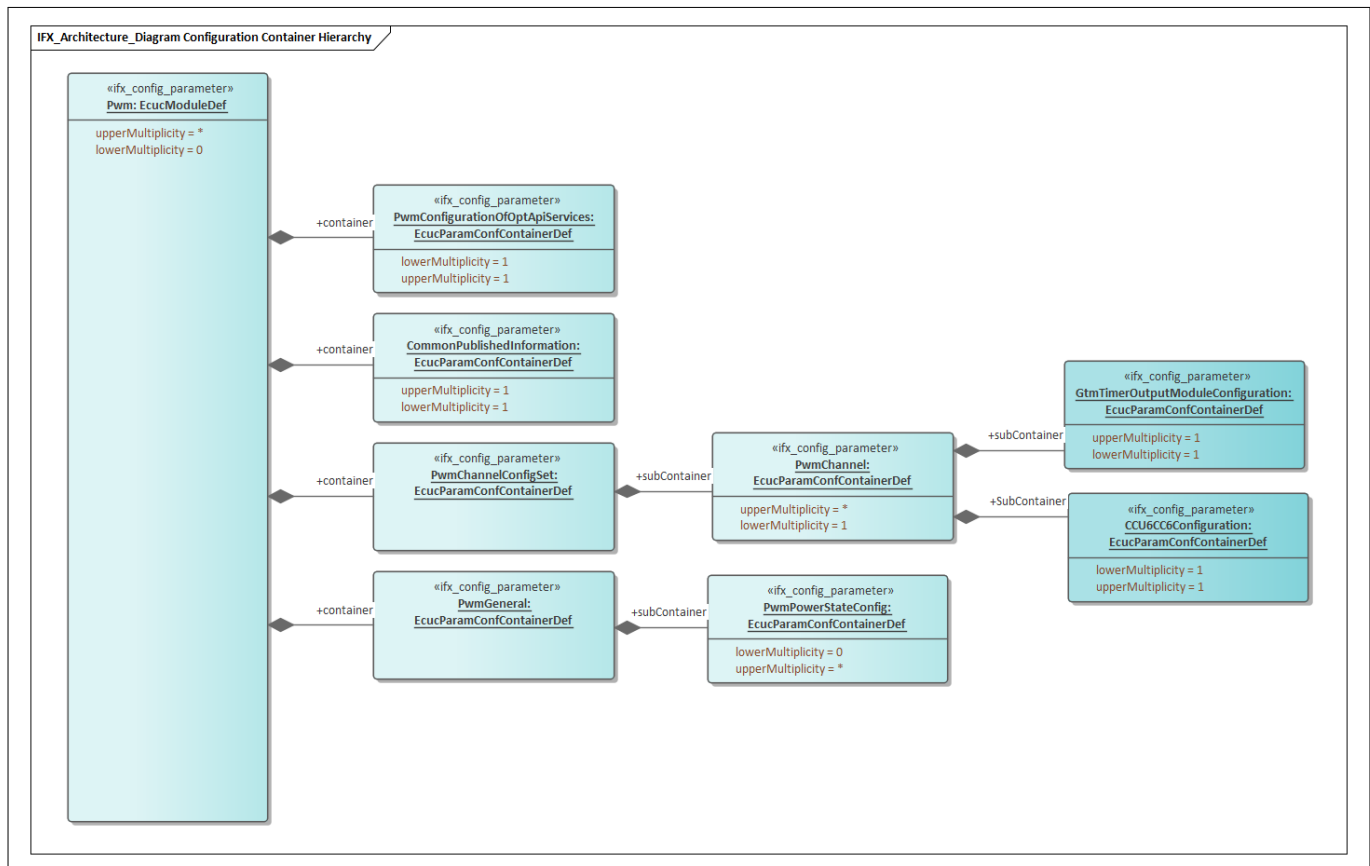 IFX_Architecture_Diagram Configuration Container Hierarchy
«ifx_config_parameter»
Pwm: EcucModuleDef
upperMultiplicity = *
lowerMultiplicity = 0
+container
«ifx_config_parameter»
PwmConfigurationOfOptApiServices:
EcucParamConfContainerDef
lowerMultiplicity = 1
upperMultiplicity = 1
+container
«ifx_config_parameter»
CommonPublishedInformation:
EcucParamConfContainerDef
upperMultiplicity = 1
lowerMultiplicity = 1
+container
«ifx_config_parameter»
PwmChannelConfigSet:
EcucParamConfContainerDef
+subContainer
«ifx_config_parameter»
PwmChannel:
EcucParamConfContainerDef
upperMultiplicity = *
lowerMultiplicity = 1
+subContainer
«ifx_config_parameter»
GtmTimerOutputModuleConfiguration:
EcucParamConfContainerDef
upperMultiplicity = 1
lowerMultiplicity = 1
+SubContainer
«ifx_config_parameter»
CCU6CC6Configuration:
EcucParamConfContainerDef
lowerMultiplicity = 1
upperMultiplicity = 1
+container
«ifx_config_parameter»
PwmGeneral:
EcucParamConfContainerDef
+subContainer
«ifx_config_parameter»
PwmPowerStateConfig:
EcucParamConfContainerDef
lowerMultiplicity = 0
upperMultiplicity = *